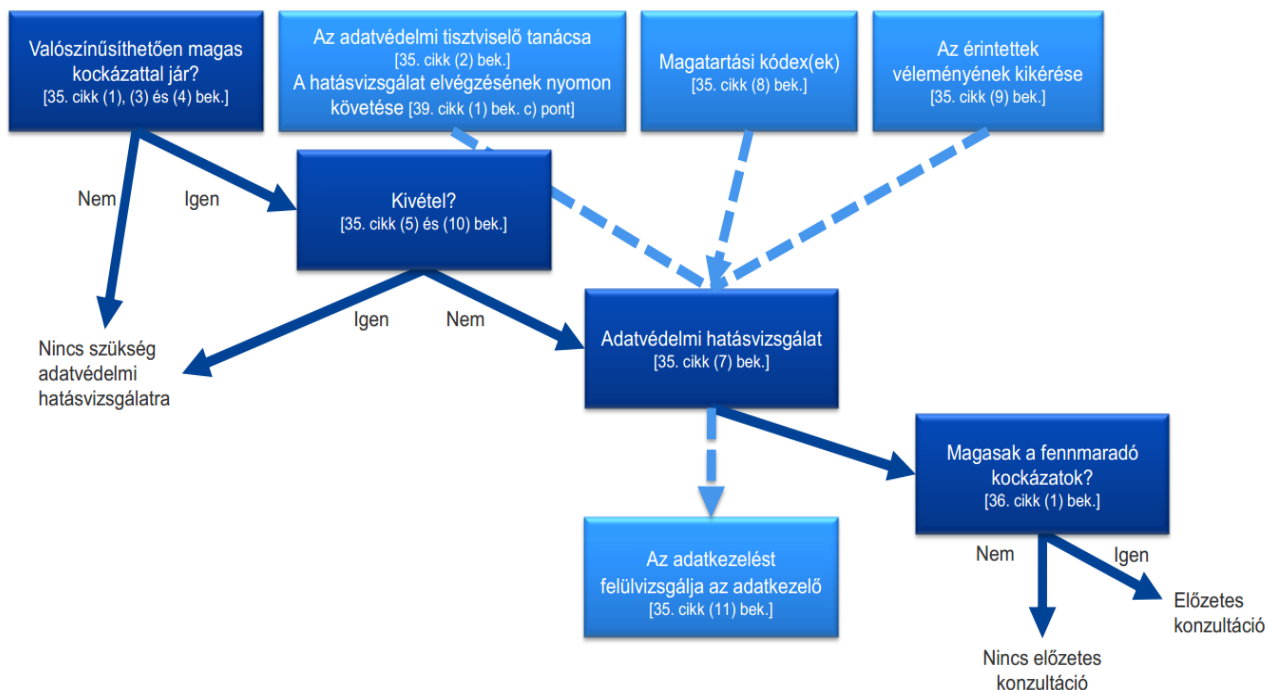 Valószínűsíthetően magas
kockázattal jár?
[35. cikk (1), (3) és (4) bek.]
Az adatvédelmi tisztviselő tanácsa
[35. cikk (2) bek.]
A hatásvizsgálat elvégzésének nyomon
követése [39. cikk (1) bek. c) pont]
Magatartási kódex(ek)
[35. cikk (8) bek.]
Az érintettek
véleményének kikérése
[35. cikk (9) bek.]
Nem
Igen
Kivétel?
[35. cikk (5) és (10) bek.]
Igen
Nem
Nincs szükség
adatvédelmi
hatásvizsgálatra
Adatvédelmi hatásvizsgálat
[35. cikk (7) bek.]
Magasak a fennmaradó
kockázatok?
[36. cikk (1) bek.]
Nem
Igen
Az adatkezelést
felülvizsgálja az adatkezelő
[35. cikk (11) bek.]
Előzetes
konzultáció
Nincs előzetes
konzultáció